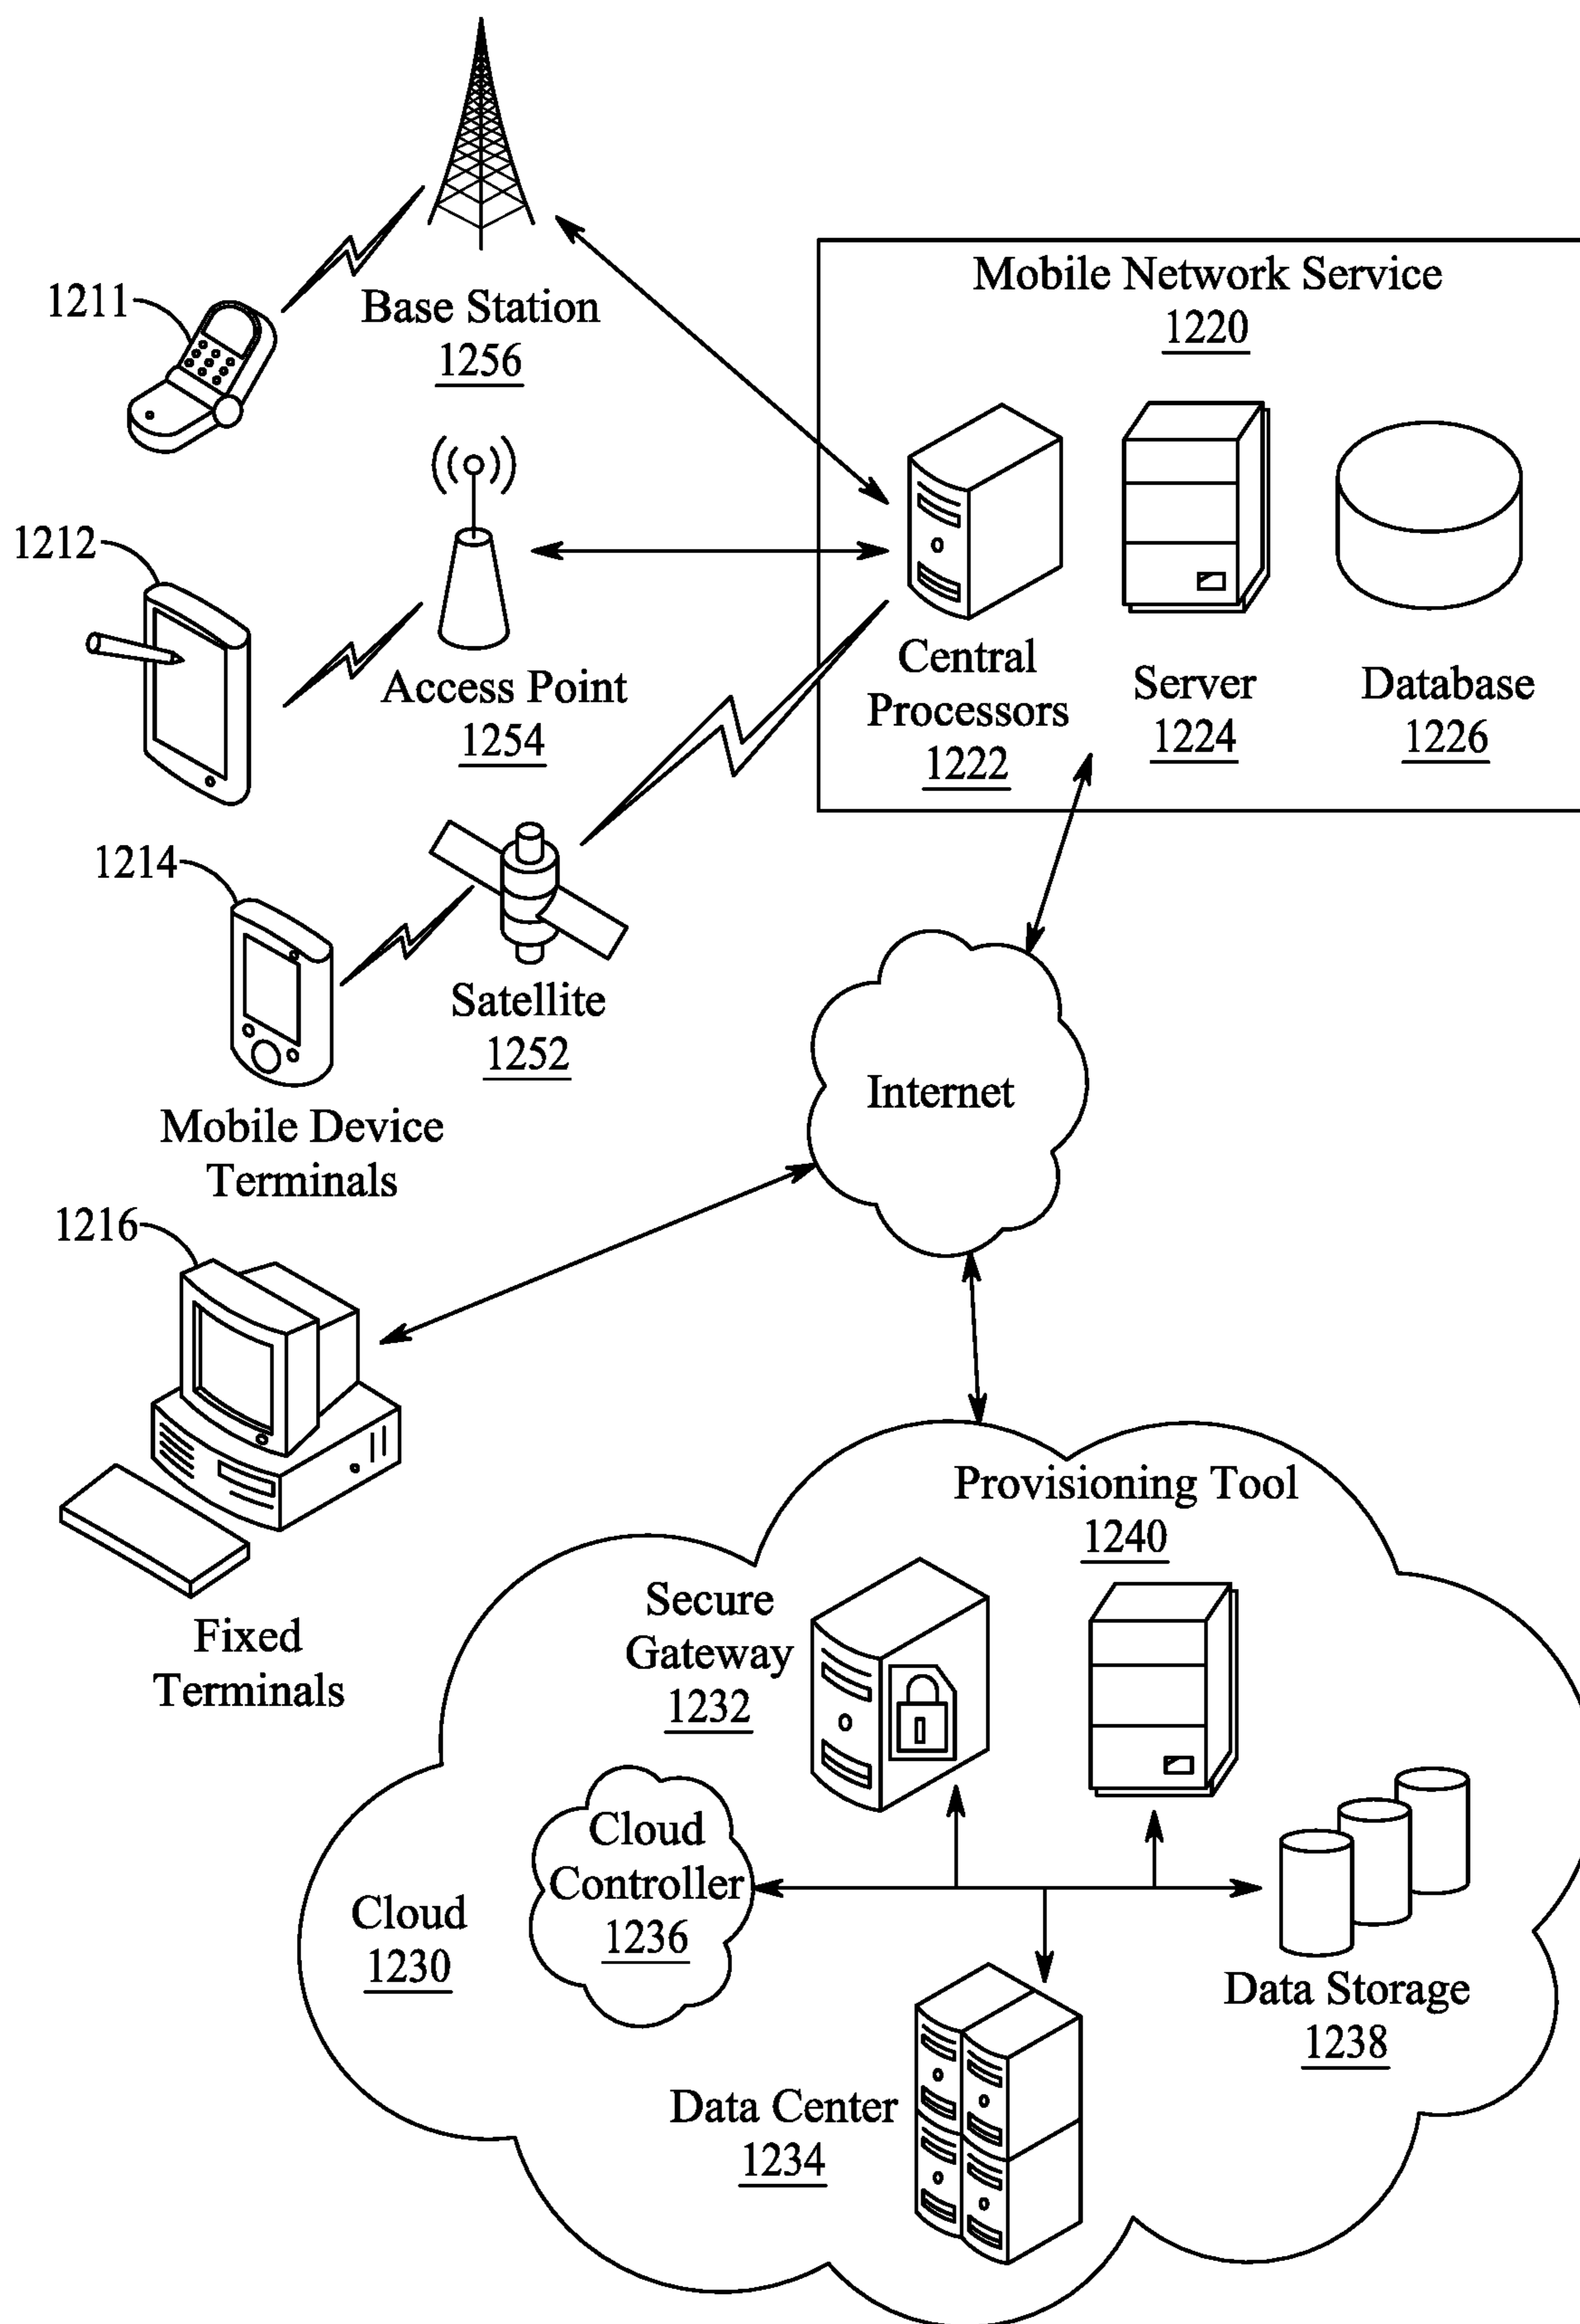 1211
Base Station
1256
Mobile Network Service
1220
1212
Access Point
1254
Central
Processors
1222
Server
1224
Database
1226
1214
Satellite
1252
Mobile Device
Terminals
Internet
1216
Fixed
Terminals
Provisioning Tool
1240
Secure
Gateway
1232
Cloud
Controller
1236
Cloud
1230
Data Storage
1238
Data Center
1234